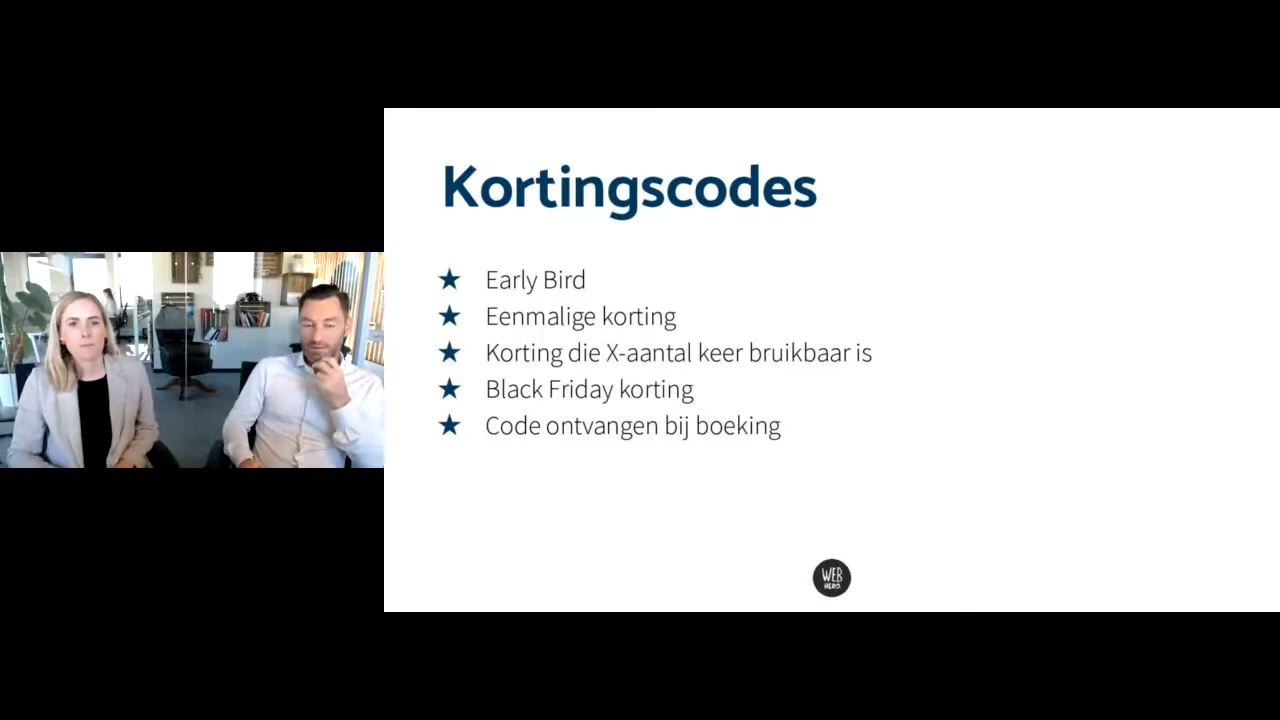 Kortingscodes
Early Bird
Eenmalige korting
Korting die X-aantal keer bruikbaar is
Black Friday korting
Code ontvangen bij boeking
WEB
HERO